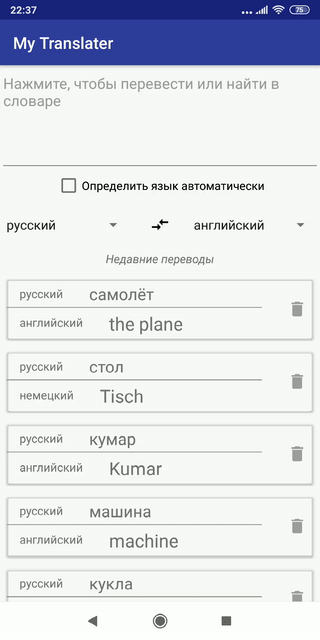 22:37
75
My Translater
Нажмите, чтобы перевести или найти в
словаре
Определить язык автоматически
русский английский
Недавние переводы
русский самолёт
английский the plane
русский стол
немецкий Tisch
русский кумар
английский Kumar
русский машина
английский machine
русский кукла